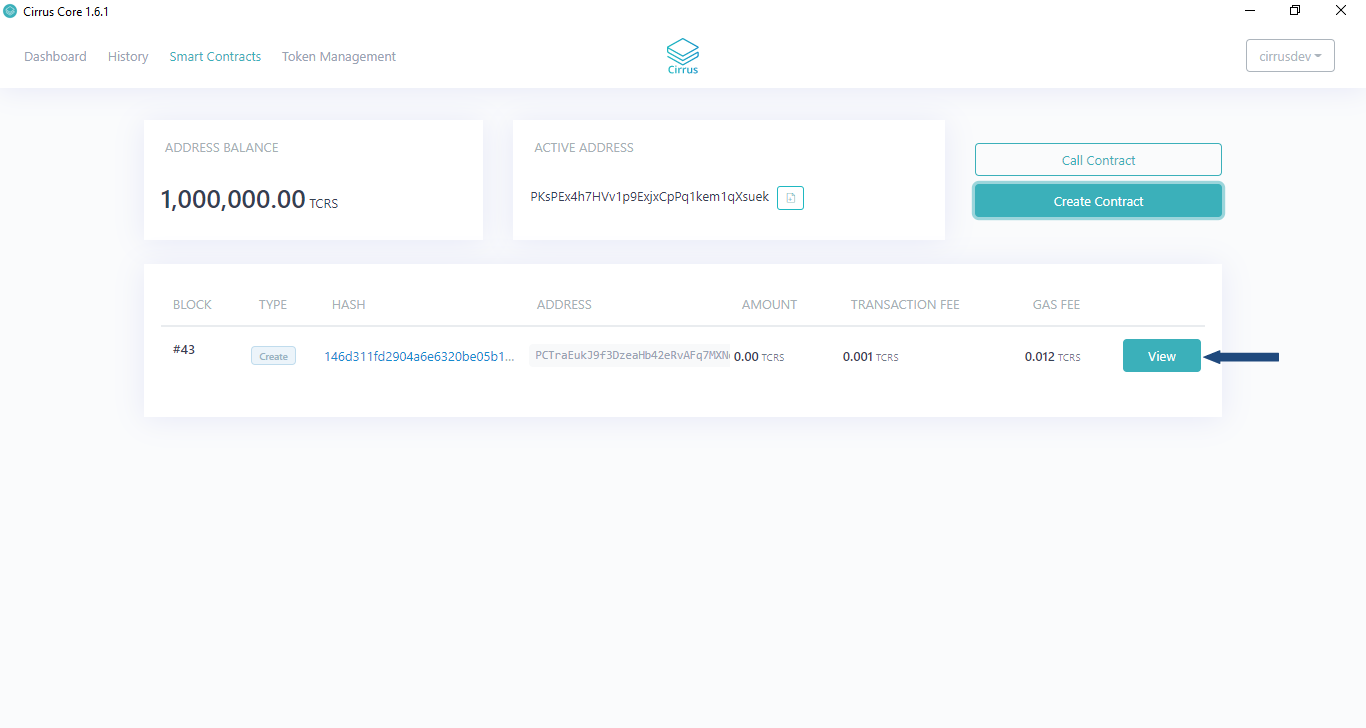 Cirrus Core 1.6.1
Dashboard History Smart Contracts Token Management
Cirrus
cirrusdev
ADDRESS BALANCE
1,000,000.00 TCRS
ACTIVE ADDRESS
PKsPEx4h7HVv1p9ExjxCpPq1kem1qXsuek
Call Contract
Create Contract
BLOCK TYPE HASH ADDRESS AMOUNT TRANSACTION FEE GAS FEE
#43 Create 146d311fd2904a6e6320be05b1... PCTraEukJ9f3DzeaHb42eRvAFq7MXN 0.00 TCRS 0.001 TCRS 0.012 TCRS View